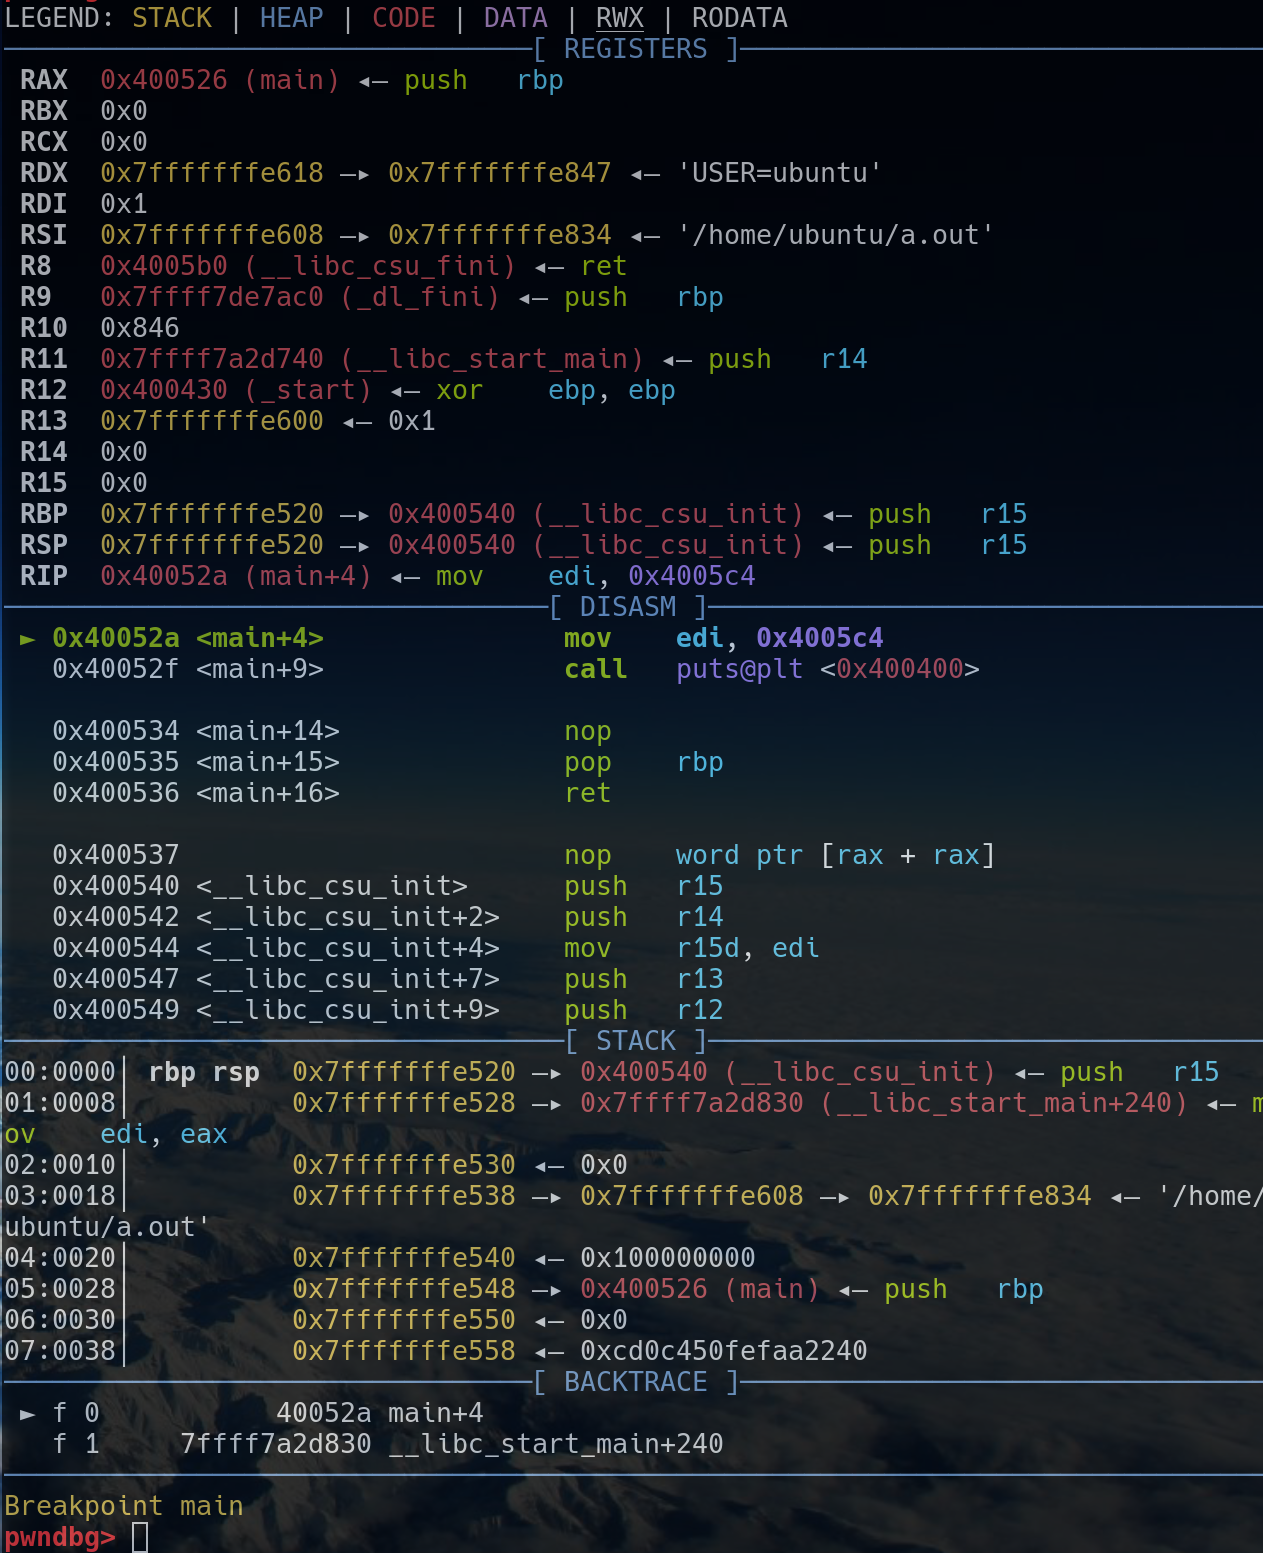 LEGEND: STACK | HEAP | CODE | DATA | RWX | RODATA
[ REGISTERS ]
RAX  0x400526 (main) ◂— push   rbp
RBX  0x0
RCX  0x0
RDX  0x7fffffffe618 —▸ 0x7fffffffe847 ◂— 'USER=ubuntu'
RDI  0x1
RSI  0x7fffffffe608 —▸ 0x7fffffffe834 ◂— '/home/ubuntu/a.out'
R8   0x4005b0 (__libc_csu_fini) ◂— ret
R9   0x7ffff7de7ac0 (_dl_fini) ◂— push   rbp
R10  0x846
R11  0x7ffff7a2d740 (__libc_start_main) ◂— push   r14
R12  0x400430 (_start) ◂— xor    ebp, ebp
R13  0x7fffffffe600 ◂— 0x1
R14  0x0
R15  0x0
RBP  0x7fffffffe520 —▸ 0x400540 (__libc_csu_init) ◂— push   r15
RSP  0x7fffffffe520 —▸ 0x400540 (__libc_csu_init) ◂— push   r15
RIP  0x40052a (main+4) ◂— mov    edi, 0x4005c4
[ DISASM ]
► 0x40052a <main+4>               mov    edi, 0x4005c4
0x40052f <main+9>               call   puts@plt <0x400400>
0x400534 <main+14>              nop
0x400535 <main+15>              pop    rbp
0x400536 <main+16>              ret
0x400537                        nop    word ptr [rax + rax]
0x400540 <__libc_csu_init>      push   r15
0x400542 <__libc_csu_init+2>    push   r14
0x400544 <__libc_csu_init+4>    mov    r15d, edi
0x400547 <__libc_csu_init+7>    push   r13
0x400549 <__libc_csu_init+9>    push   r12
[ STACK ]
00:0000│ rbp rsp  0x7fffffffe520 —▸ 0x400540 (__libc_csu_init) ◂— push   r15
01:0008│          0x7fffffffe528 —▸ 0x7ffff7a2d830 (__libc_start_main+240) ◂— m
ov    edi, eax
02:0010│          0x7fffffffe530 ◂— 0x0
03:0018│          0x7fffffffe538 —▸ 0x7fffffffe608 —▸ 0x7fffffffe834 ◂— '/home/
ubuntu/a.out'
04:0020│          0x7fffffffe540 ◂— 0x100000000
05:0028│          0x7fffffffe548 —▸ 0x400526 (main) ◂— push   rbp
06:0030│          0x7fffffffe550 ◂— 0x0
07:0038│          0x7fffffffe558 ◂— 0xcd0c450fefaa2240
[ BACKTRACE ]
► f 0           40052a main+4
f 1     7ffff7a2d830 __libc_start_main+240
Breakpoint main
pwndbg>